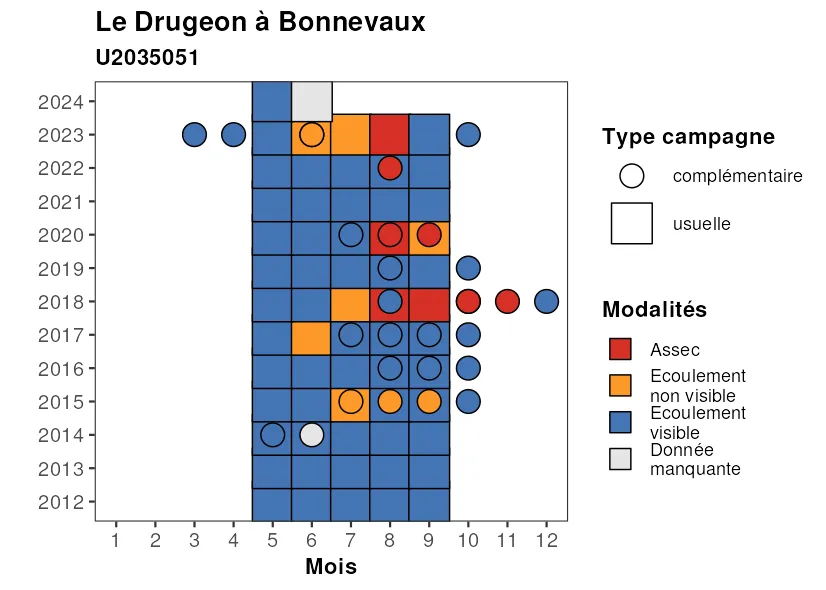 Le Drugeon à Bonnevaux
U2035051
2024
2023
2022
2021
2020
2019
2018
2017
2016
2015
2014
2013
2012
1 2 3 4 5 6 7 8 9 10 11 12
Mois
Type campagne
complémentaire
usuelle
Modalités
Assec
Ecoulement
non visible
Ecoulement
visible
Donnée
manquante